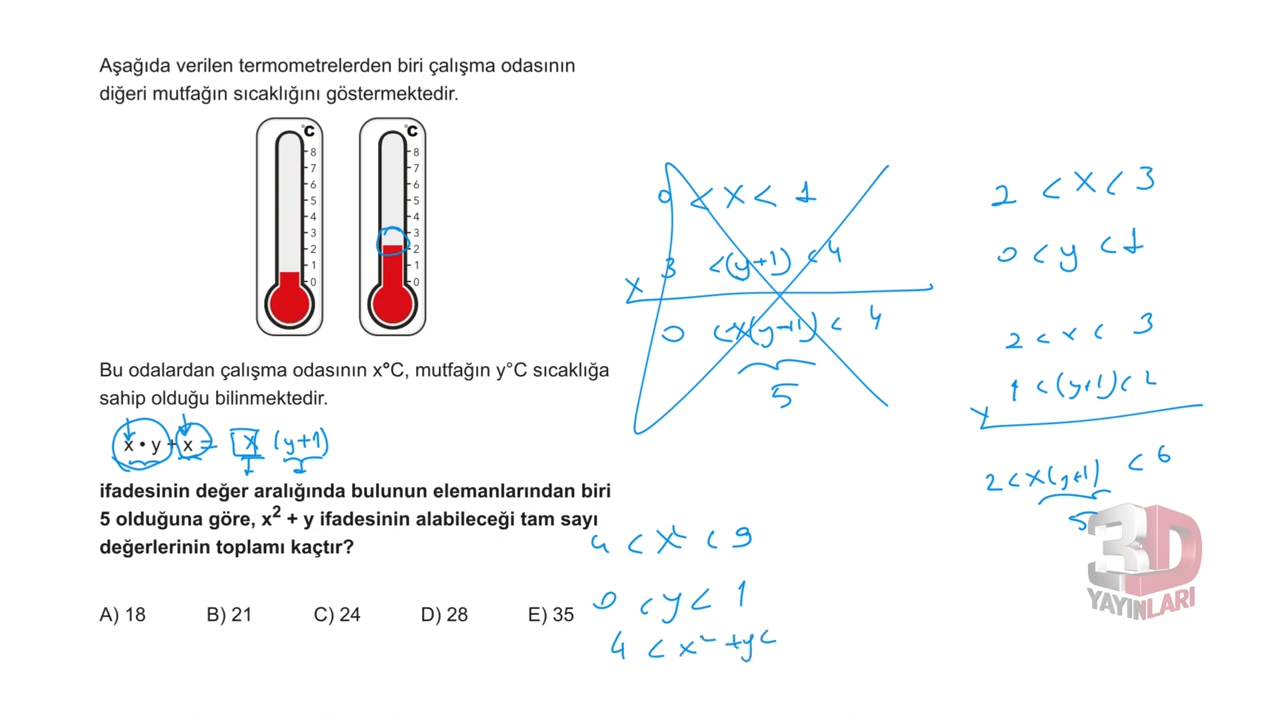 Aşağıda verilen termometrelerden biri çalışma odasının
diğeri mutfağın sıcaklığını göstermektedir.
°C
8
7
6
5
4
3
2
1
0
°C
8
7
6
5
4
3
2
1
0
Bu odalardan çalışma odasının x°C, mutfağın y°C sıcaklığa
sahip olduğu bilinmektedir.
x • y + x = x (y+1)
ifadesinin değer aralığında bulunun elemanlarından biri
5 olduğuna göre, x² + y ifadesinin alabileceği tam sayı
değerlerinin toplamı kaçtır?
A) 18 B) 21 C) 24 D) 28 E) 35
0 < x < 1
3 < (y+1) < 4
x
0 < x(y+1) < 4
5
4 < x² < 9
0 < y < 1
4 < x² + y <
2 < x < 3
0 < y < 1
2 < x < 3
1 < (y+1) < 2
x
2 < x(y+1) < 6
5
3D
YAYINLARI